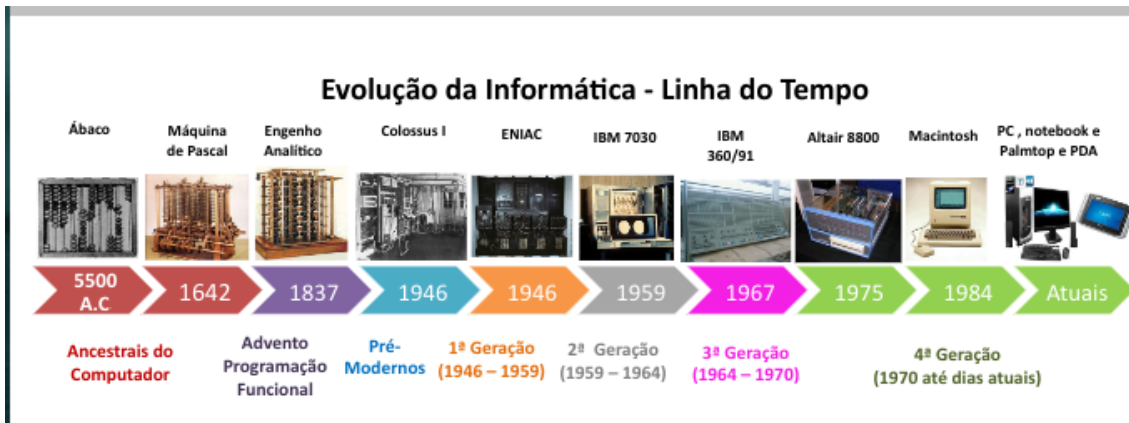 Evolução da Informática - Linha do Tempo
Ábaco
Máquina
de Pascal
Engenho
Analítico
Colossus I
ENIAC
IBM 7030
IBM
360/91
Altair 8800
Macintosh
PC , notebook e
Palmtop e PDA
5500
A.C
1642
1837
1946
1946
1959
1967
1975
1984
Atuais
Ancestrais do
Computador
Advento
Programação
Funcional
Pré-
Modernos
1ª Geração
(1946 – 1959)
2ª Geração
(1959 – 1964)
3ª Geração
(1964 – 1970)
4ª Geração
(1970 até dias atuais)